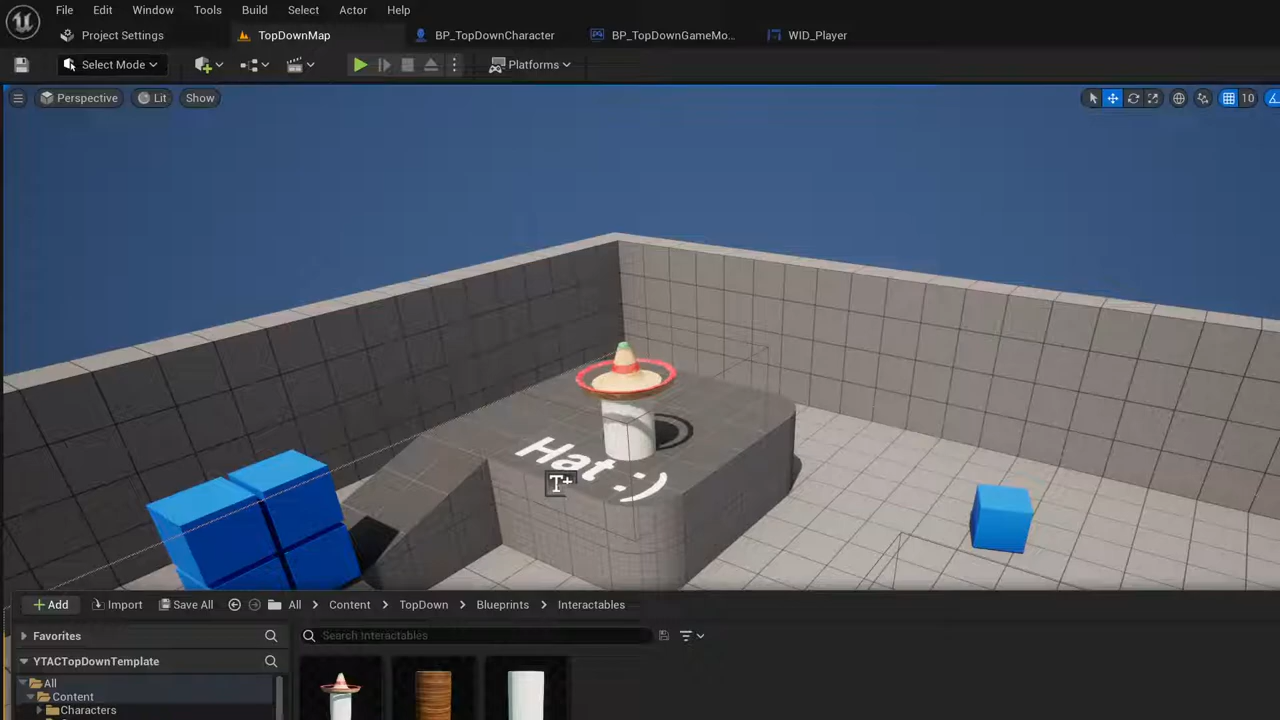 File Edit Window Tools Build Select Actor Help
Project Settings TopDownMap BP_TopDownCharacter BP_TopDownGameMo... WID_Player
Select Mode Platforms
Perspective Lit Show 10
Hat :)
T+
Add Import Save All All Content TopDown Blueprints Interactables
Favorites Search Interactables
YTACTopDownTemplate
All
Content
Characters